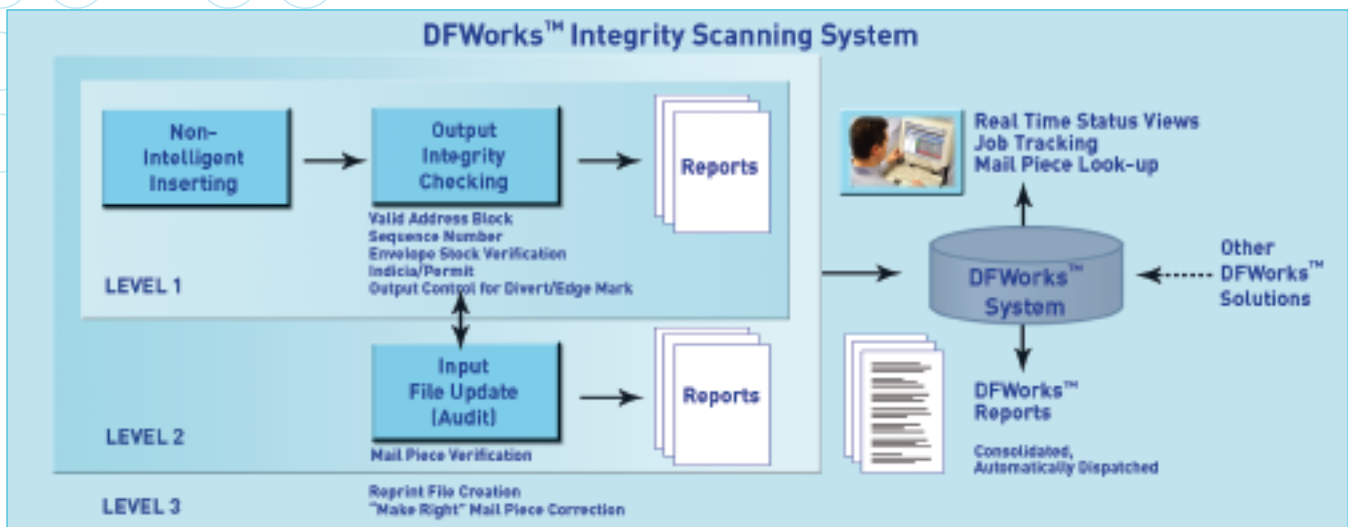 DFWorks™ Integrity Scanning System
Non-
Intelligent
Inserting
Output
Integrity
Checking
Reports
Valid Address Block
Sequence Number
Envelope Stock Verification
Indicia/Permit
Output Control for Divert/Edge Mark
LEVEL 1
Input
File Update
(Audit)
Reports
Mail Piece Verification
LEVEL 2
Reprint File Creation
"Make Right" Mail Piece Correction
LEVEL 3
Real Time Status Views
Job Tracking
Mail Piece Look-up
DFWorks™
System
Other
DFWorks™
Solutions
DFWorks™
Reports
Consolidated,
Automatically Dispatched